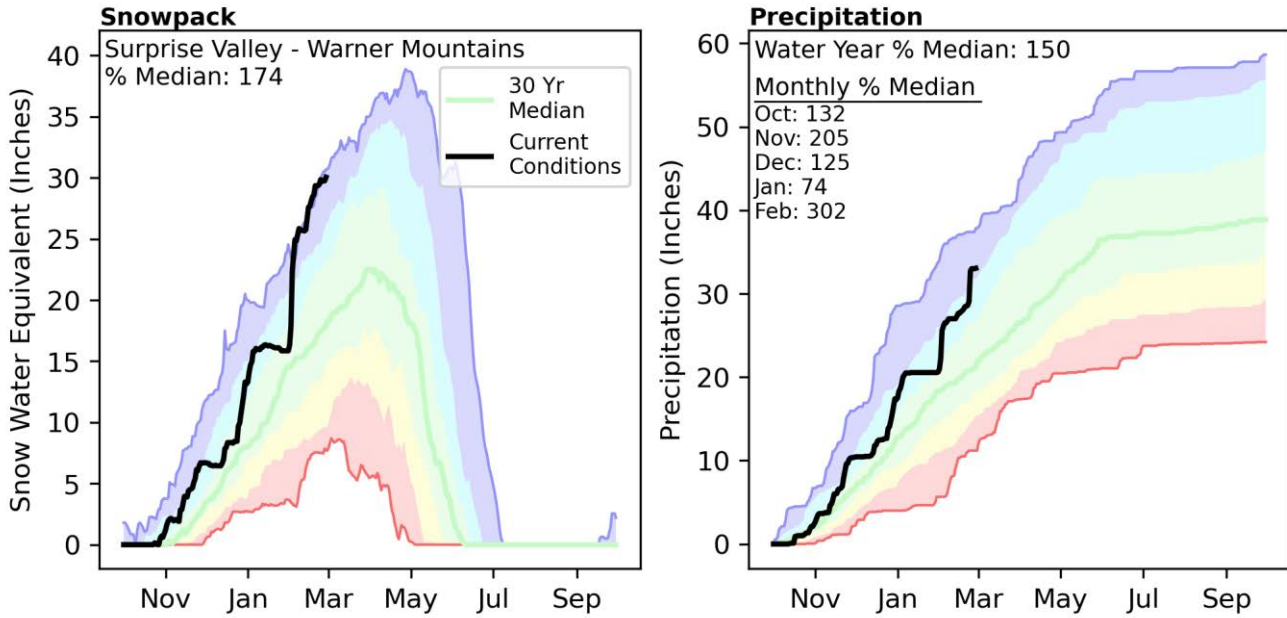 Snowpack
Surprise Valley - Warner Mountains
% Median: 174
30 Yr
Median
Current
Conditions
Snow Water Equivalent (Inches)
40
35
30
25
20
15
10
5
0
Nov Jan Mar May Jul Sep
Precipitation
Water Year % Median: 150
Monthly % Median
Oct: 132
Nov: 205
Dec: 125
Jan: 74
Feb: 302
Precipitation (Inches)
60
50
40
30
20
10
0
Nov Jan Mar May Jul Sep